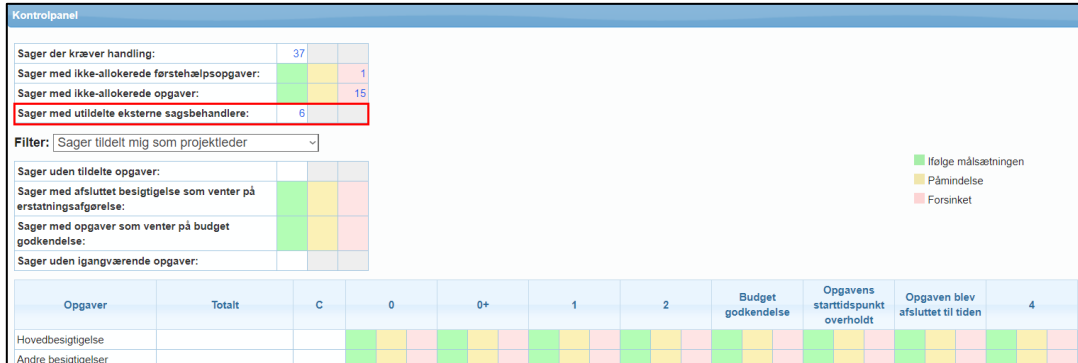 Kontrolpanel
Sager der kræver handling: 37
Sager med ikke-allokerede førstehælpsopgaver: 1
Sager med ikke-allokerede opgaver: 15
Sager med utildelte eksterne sagsbehandlere: 6
Filter: Sager tildelt mig som projektleder
Sager uden tildelte opgaver:
Sager med afsluttet besigtigelse som venter på
erstatningsafgørelse:
Sager med opgaver som venter på budget
godkendelse:
Sager uden igangværende opgaver:
Ifølge målsætningen
Påmindelse
Forsinket
Opgaver Totalt C 0 0+ 1 2 Budget godkendelse Opgavens starttidspunkt overholdt Opgaven blev afsluttet til tiden 4
Hovedbesigtigelse
Andre besigtigelser